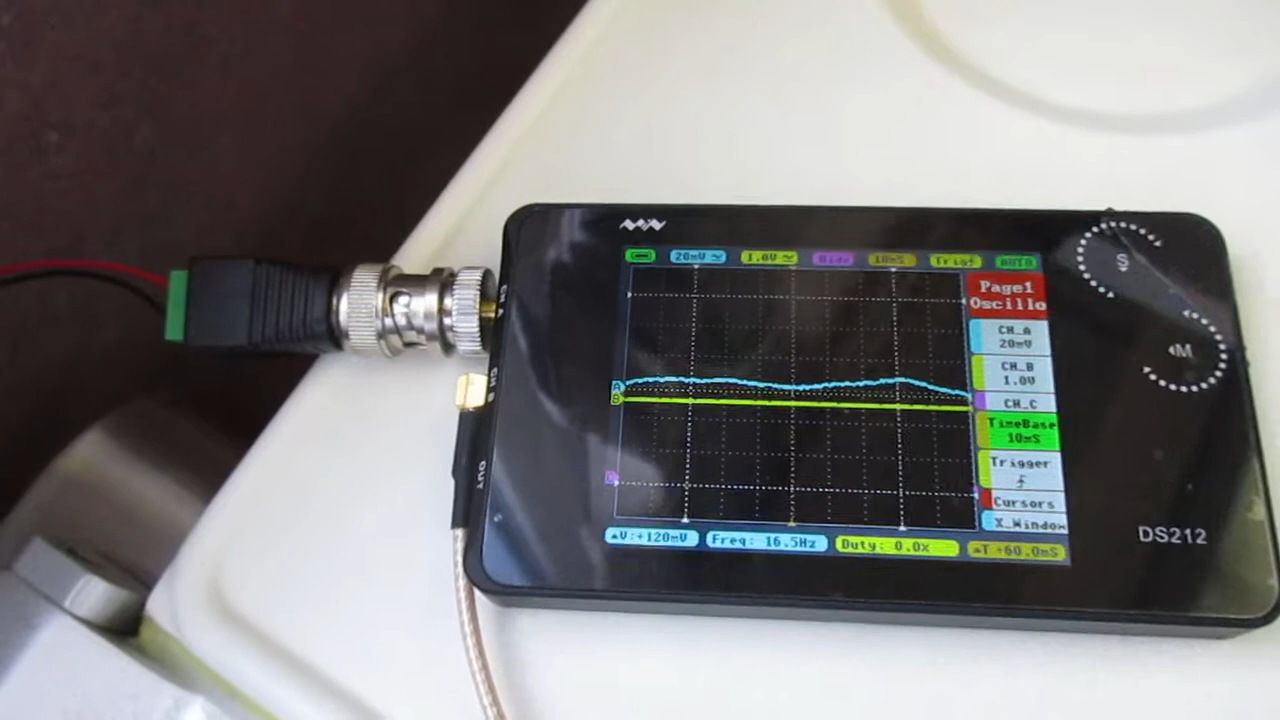 20mV
1.0V
10mS
AUTO
Page1
Oscillo
CH_A
20mV
CH_B
1.0V
CH_C
TimeBase
10mS
Trigger
Cursors
X_Window
A
B
▲V:+120mV
Freq: 16.5Hz
Duty: 0.0%
▲T +60.0mS
S
M
OUT
DS212